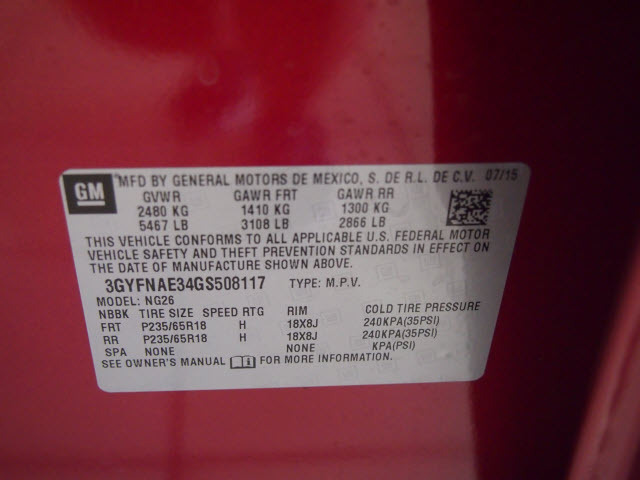 GM
MFD BY GENERAL MOTORS DE MEXICO, S. DE R.L. DE C.V. 07/15
GVWR GAWR FRT GAWR RR
2480 KG 1410 KG 1300 KG
5467 LB 3108 LB 2866 LB
THIS VEHICLE CONFORMS TO ALL APPLICABLE U.S. FEDERAL MOTOR
VEHICLE SAFETY AND THEFT PREVENTION STANDARDS IN EFFECT ON
THE DATE OF MANUFACTURE SHOWN ABOVE.
3GYFNAE34GS508117 TYPE: M.P.V.
MODEL: NG26
NBBK TIRE SIZE SPEED RTG RIM COLD TIRE PRESSURE
FRT P235/65R18 H 18X8J 240KPA(35PSI)
RR P235/65R18 H 18X8J 240KPA(35PSI)
SPA NONE NONE KPA(PSI)
SEE OWNER'S MANUAL FOR MORE INFORMATION.